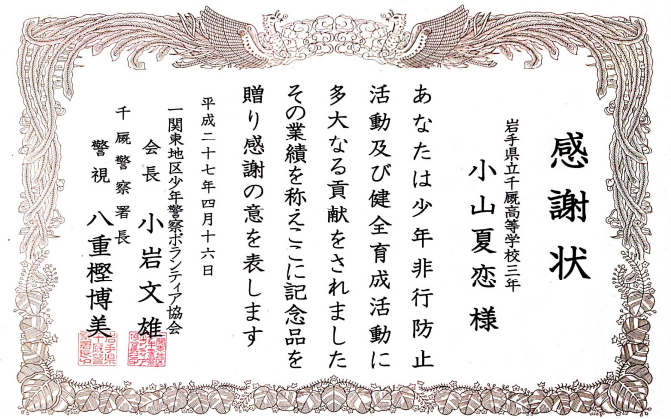 感謝状
岩手県立千厩高等学校三年
小山夏恋 様
あなたは少年非行防止
活動及び健全育成活動に
多大なる貢献をされました
その業績を称えここに記念品を
贈り感謝の意を表します
平成二十七年四月十六日
一関東地区少年警察ボランティア協会
会長 小岩文雄
千厩警察署長
警視 八重樫博美